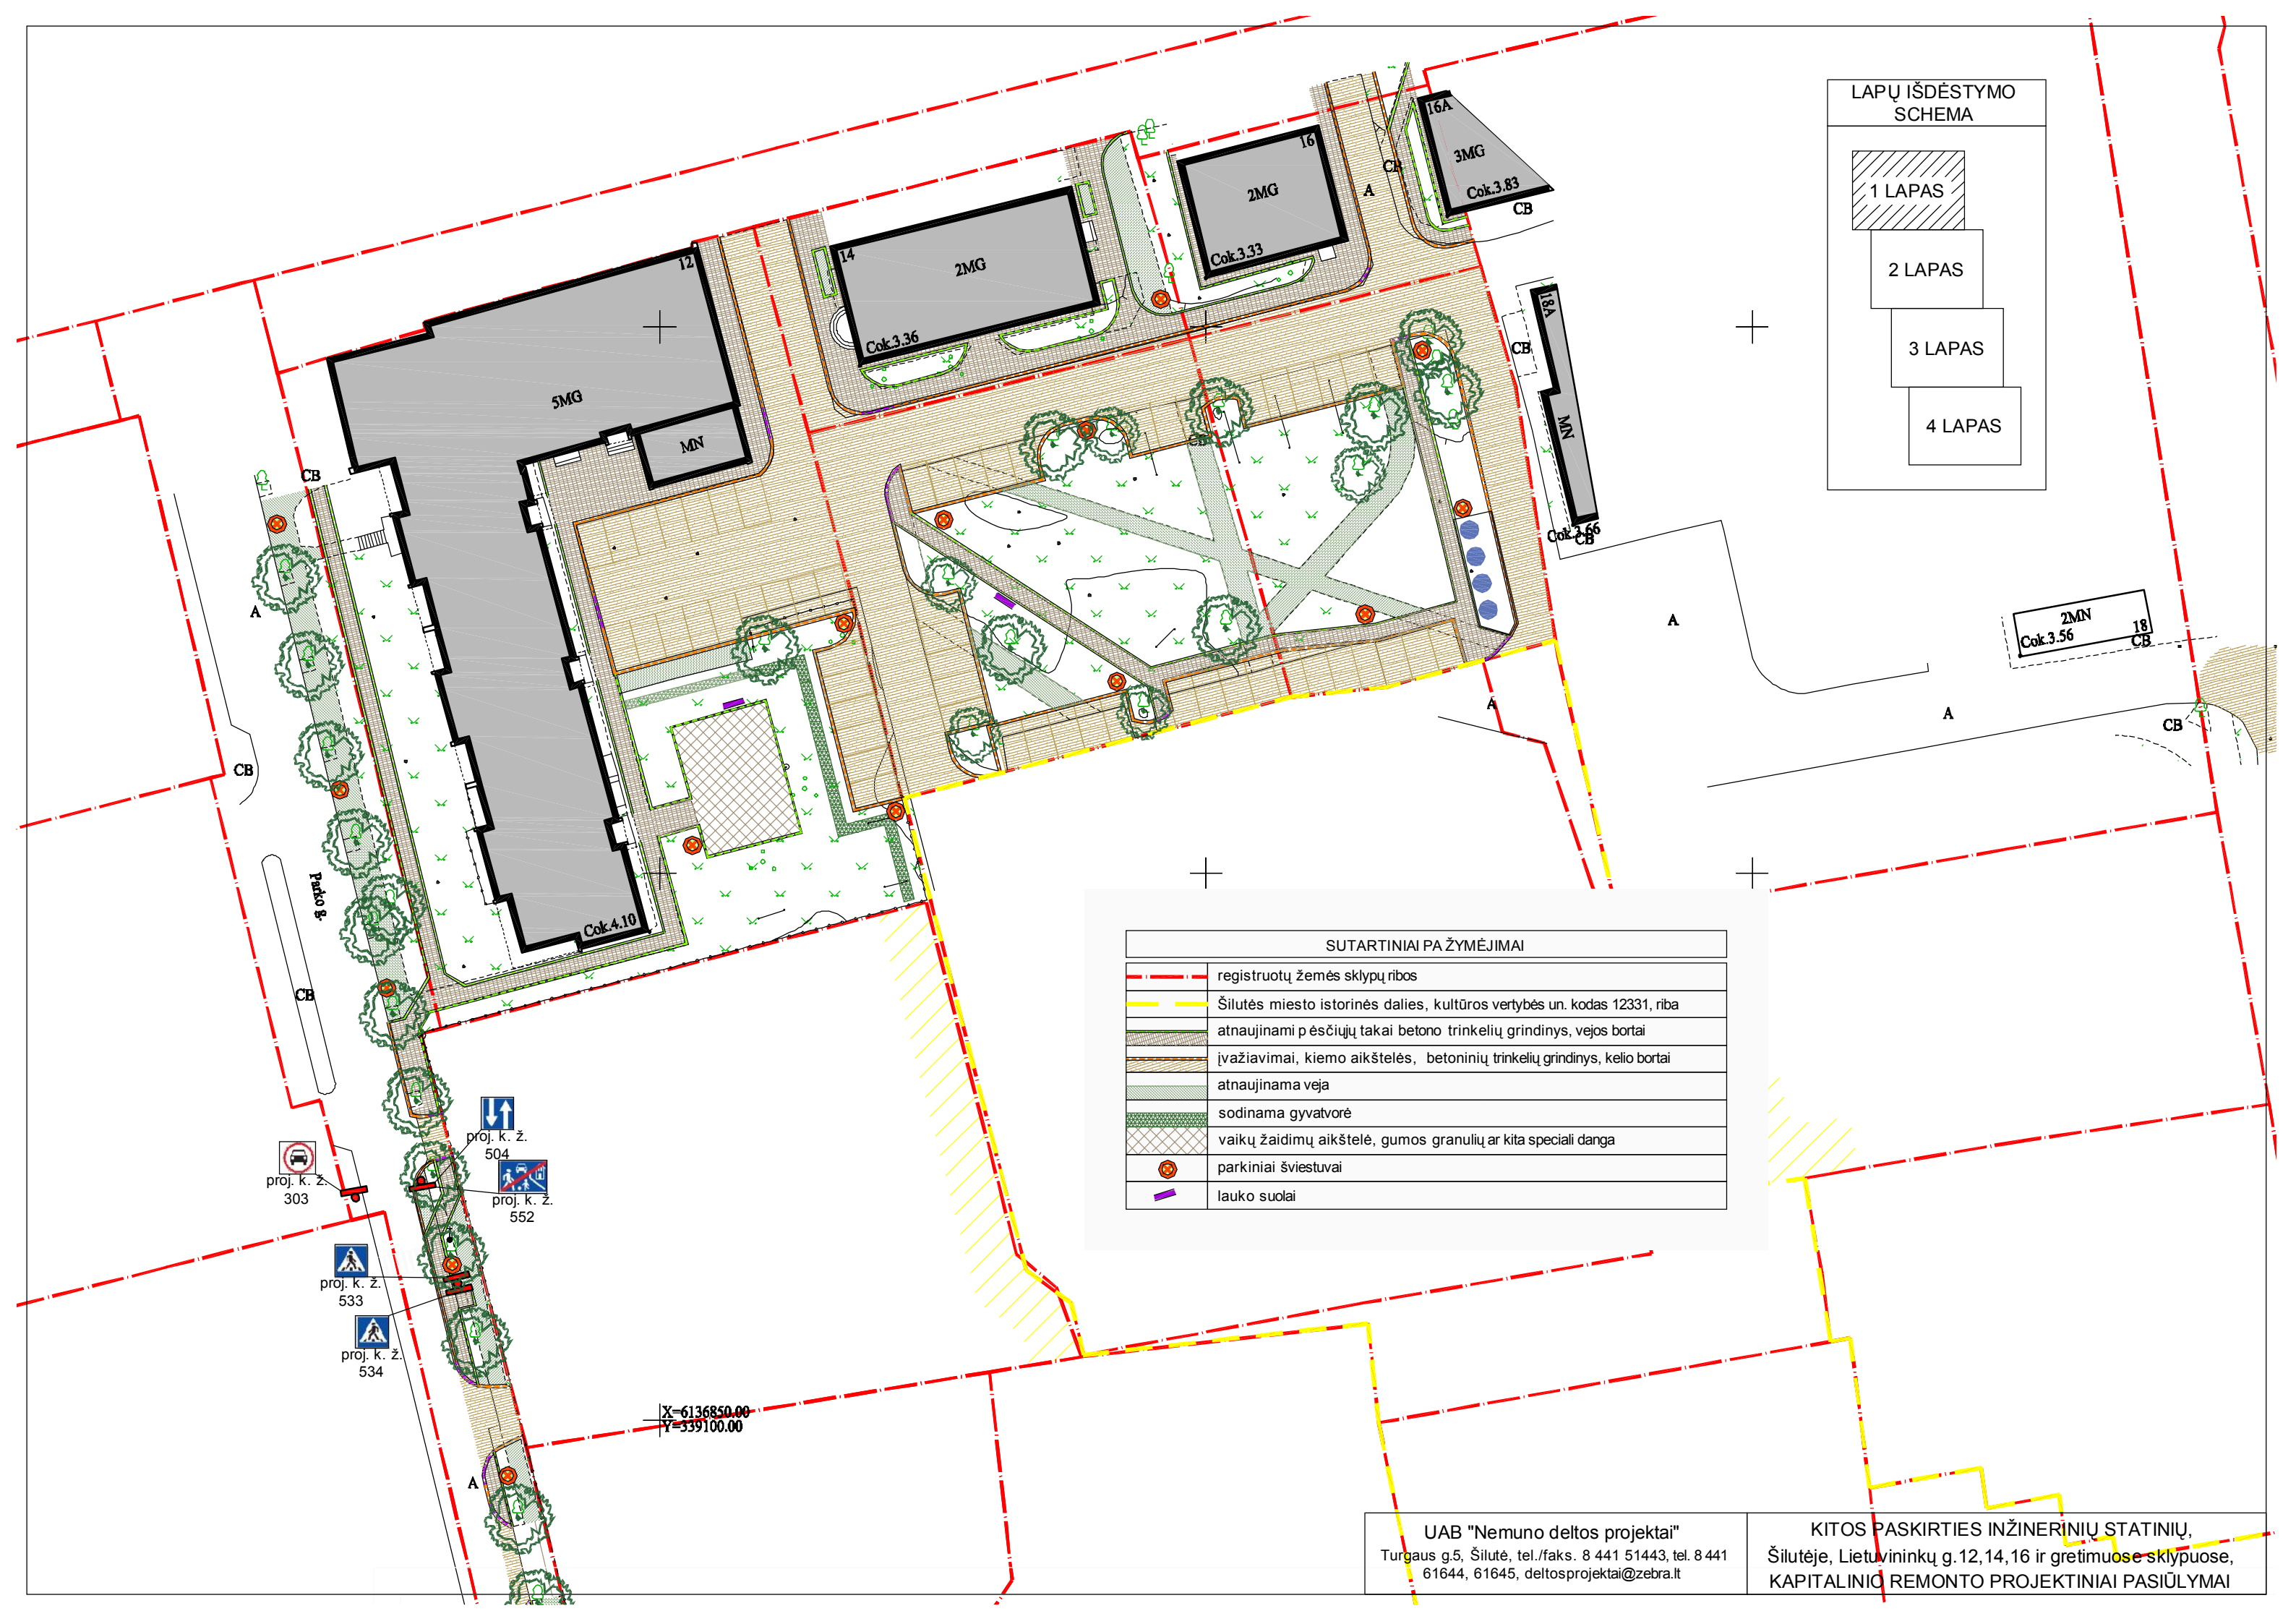 LAPŲ IŠDĖSTYMO
SCHEMA
1 LAPAS
2 LAPAS
3 LAPAS
4 LAPAS
16A
3MG
Cok.3.83
CB
CB
A
16
2MG
Cok.3.33
14
2MG
Cok.3.36
12
5MG
MN
Cok.4.10
18A
CB
MN
Cok.3.66
CB
CB
CB
A
CB
Parko g.
CB
A
A
2MN
18
Cok.3.56
CB
A
CB
SUTARTINIAI PA ŽYMĖJIMAI
registruotų žemės sklypų ribos
Šilutės miesto istorinės dalies, kultūros vertybės un. kodas 12331, riba
atnaujinami p ėsčiųjų takai betono trinkelių grindinys, vejos bortai
įvažiavimai, kiemo aikštelės, betoninių trinkelių grindinys, kelio bortai
atnaujinama veja
sodinama gyvatvorė
vaikų žaidimų aikštelė, gumos granulių ar kita speciali danga
parkiniai šviestuvai
lauko suolai
proj. k. ž.
504
proj. k. ž.
303
proj. k. ž.
552
proj. k. ž.
533
proj. k. ž.
534
X=6136850.00
Y=339100.00
A
UAB "Nemuno deltos projektai"
Turgaus g.5, Šilutė, tel./faks. 8 441 51443, tel. 8 441
61644, 61645, deltosprojektai@zebra.lt
KITOS PASKIRTIES INŽINERINIŲ STATINIŲ,
Šilutėje, Lietuvininkų g.12,14,16 ir gretimuose sklypuose,
KAPITALINIO REMONTO PROJEKTINIAI PASIŪLYMAI